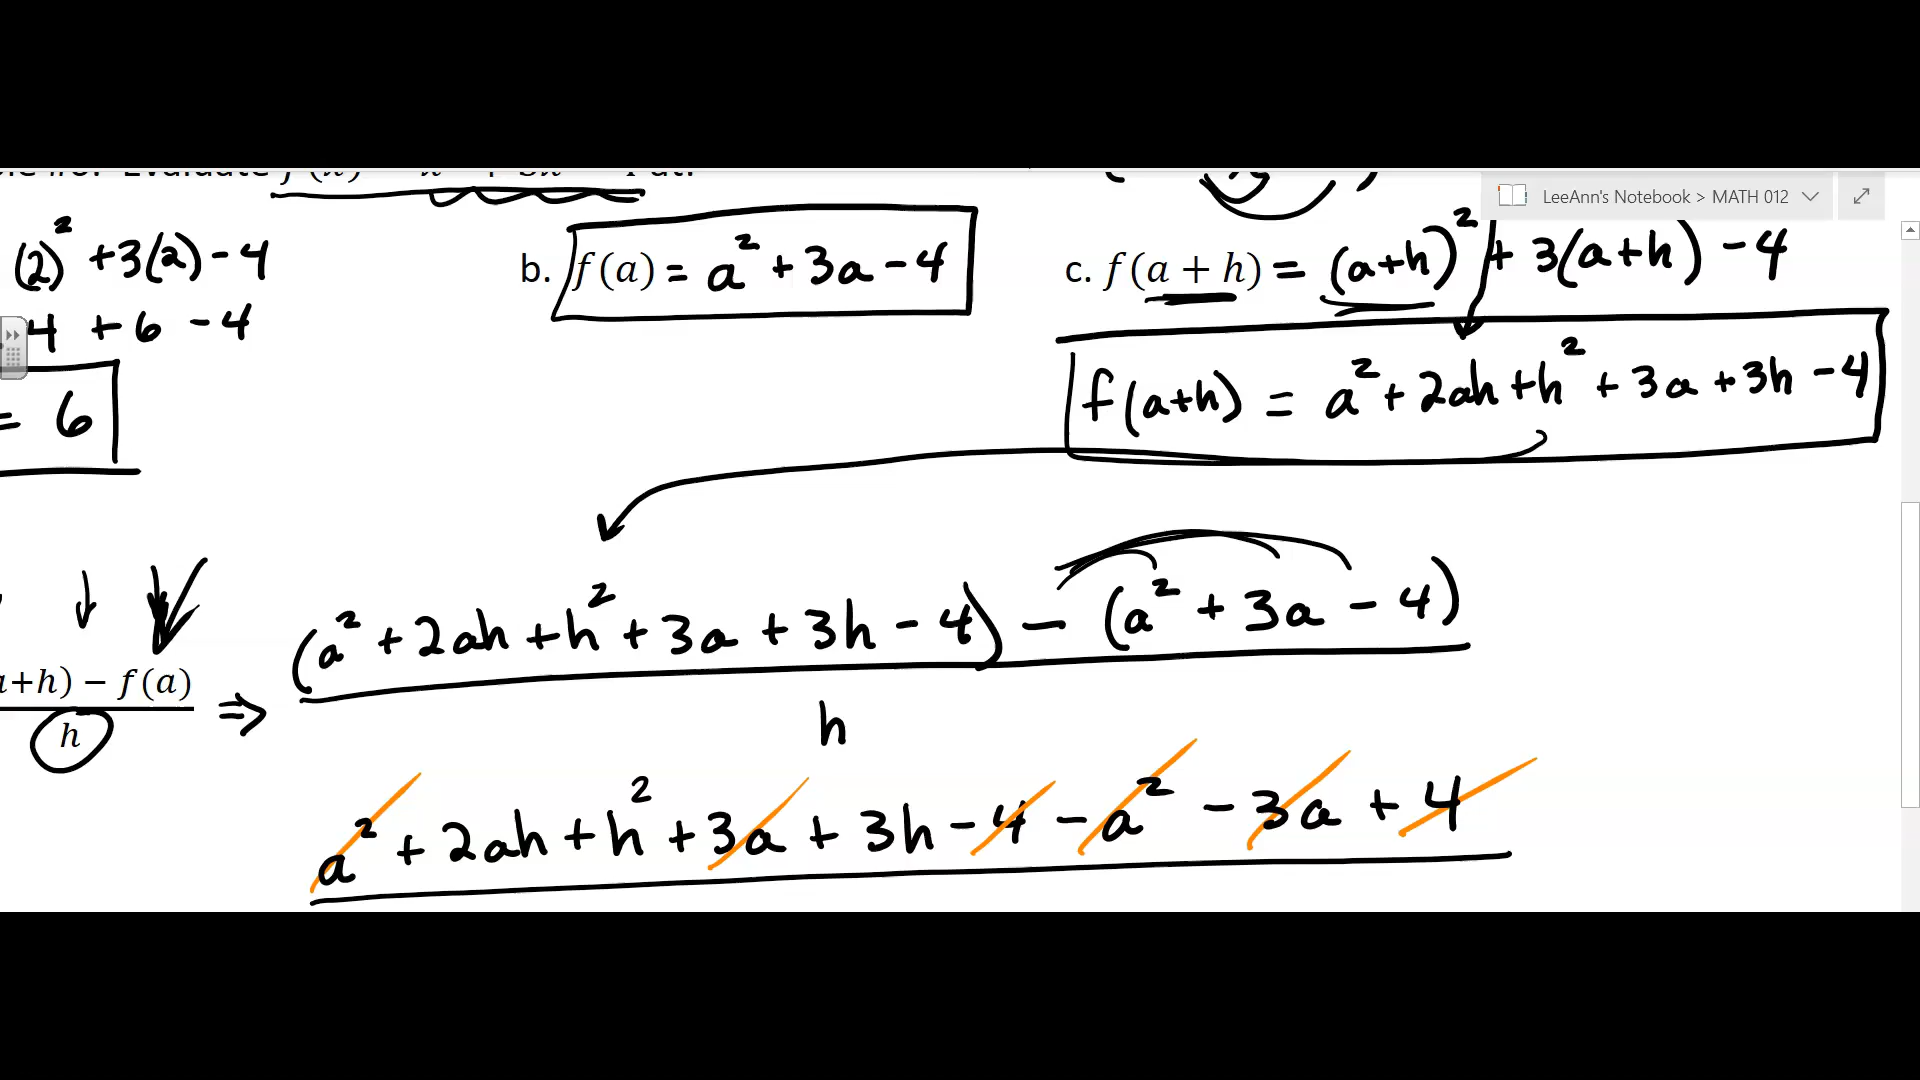 LeeAnn's Notebook > MATH 012
(2)² + 3(2) - 4
4 + 6 - 4
= 6
b. f(a) = a² + 3a - 4
c. f(a + h) = (a+h)² + 3(a+h) - 4
f(a+h) = a² + 2ah + h² + 3a + 3h - 4
a+h) − f(a)
h
⇒
(a² + 2ah + h² + 3a + 3h - 4) - (a² + 3a - 4)
h
a² + 2ah + h² + 3a + 3h - 4 - a² - 3a + 4